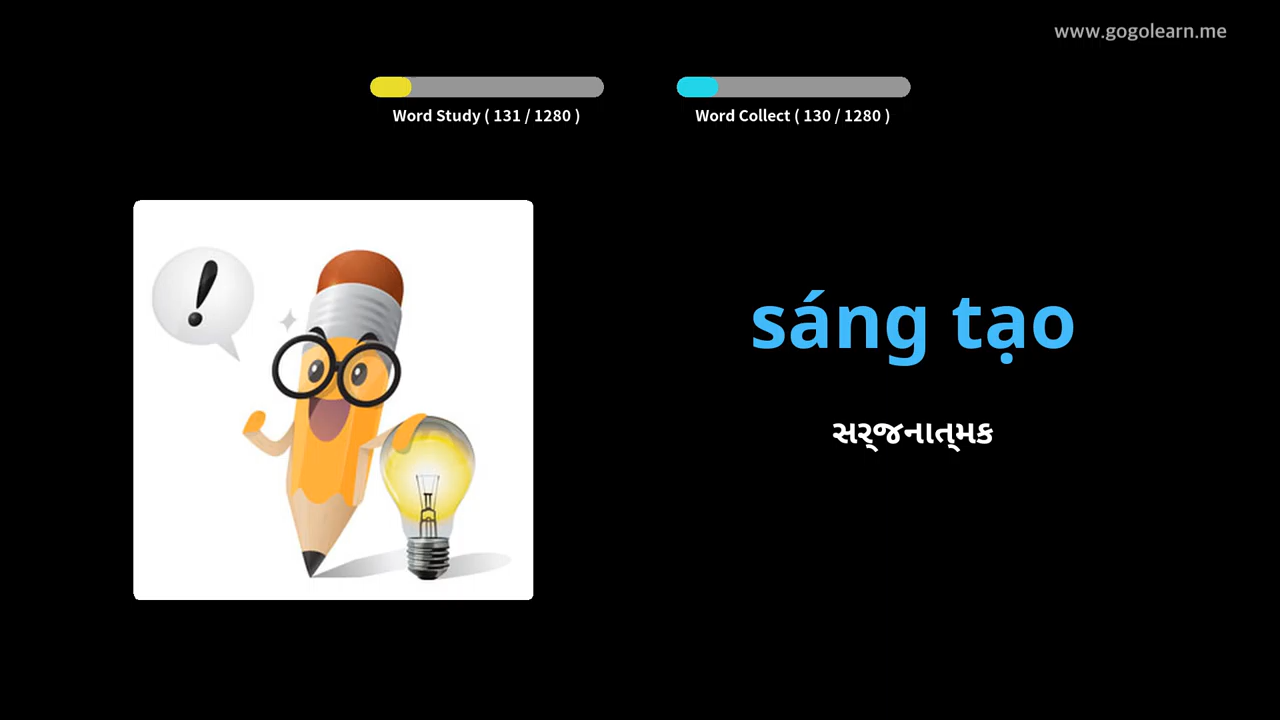 www.gogolearn.me
Word Study ( 131 / 1280 )
Word Collect ( 130 / 1280 )
!
sáng tạo
સર્જનાત્મક